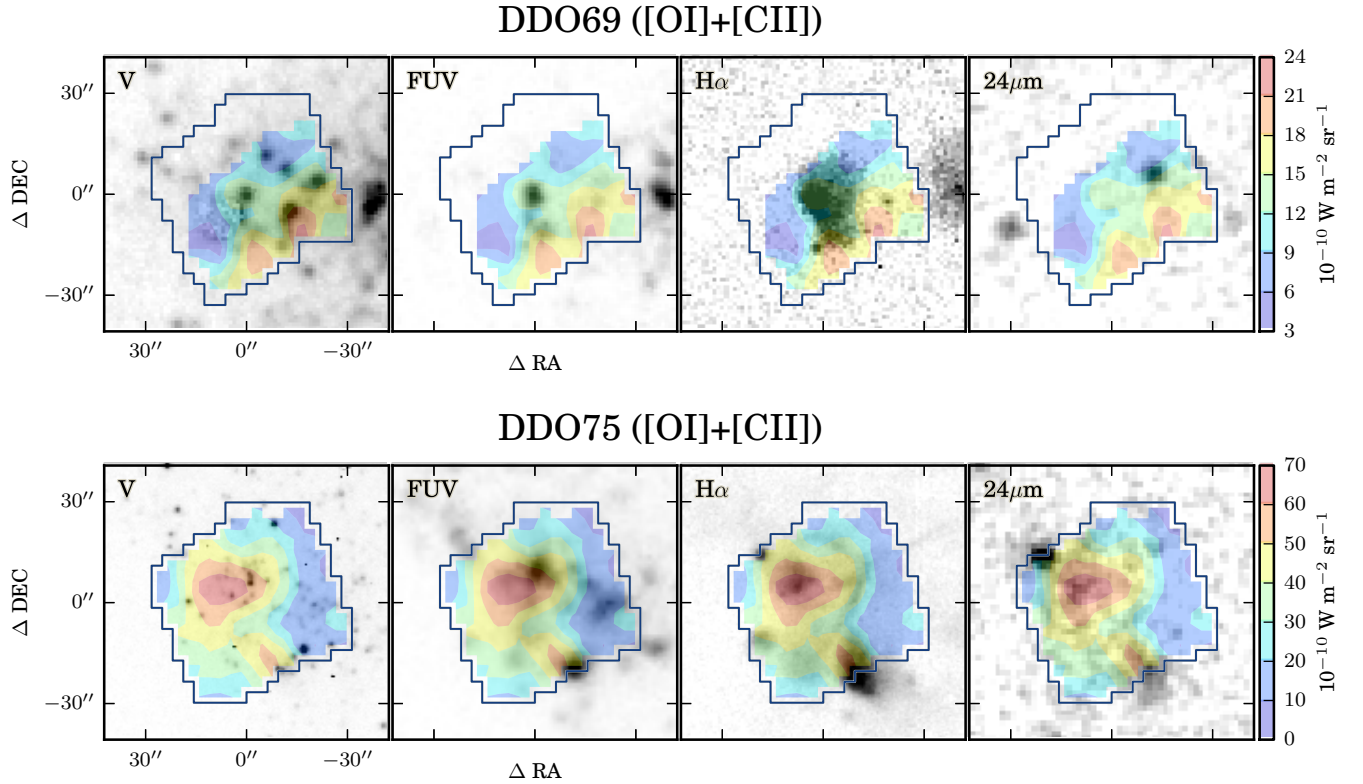 DDO69 ([OI]+[CII])
V FUV Hα 24μm
24
21
18
15
12
9
6
3
10⁻¹⁰ W m⁻² sr⁻¹
30″
0″
−30″
Δ DEC
30″ 0″ −30″
Δ RA
DDO75 ([OI]+[CII])
V FUV Hα 24μm
70
60
50
40
30
20
10
0
10⁻¹⁰ W m⁻² sr⁻¹
30″
0″
−30″
Δ DEC
30″ 0″ −30″
Δ RA